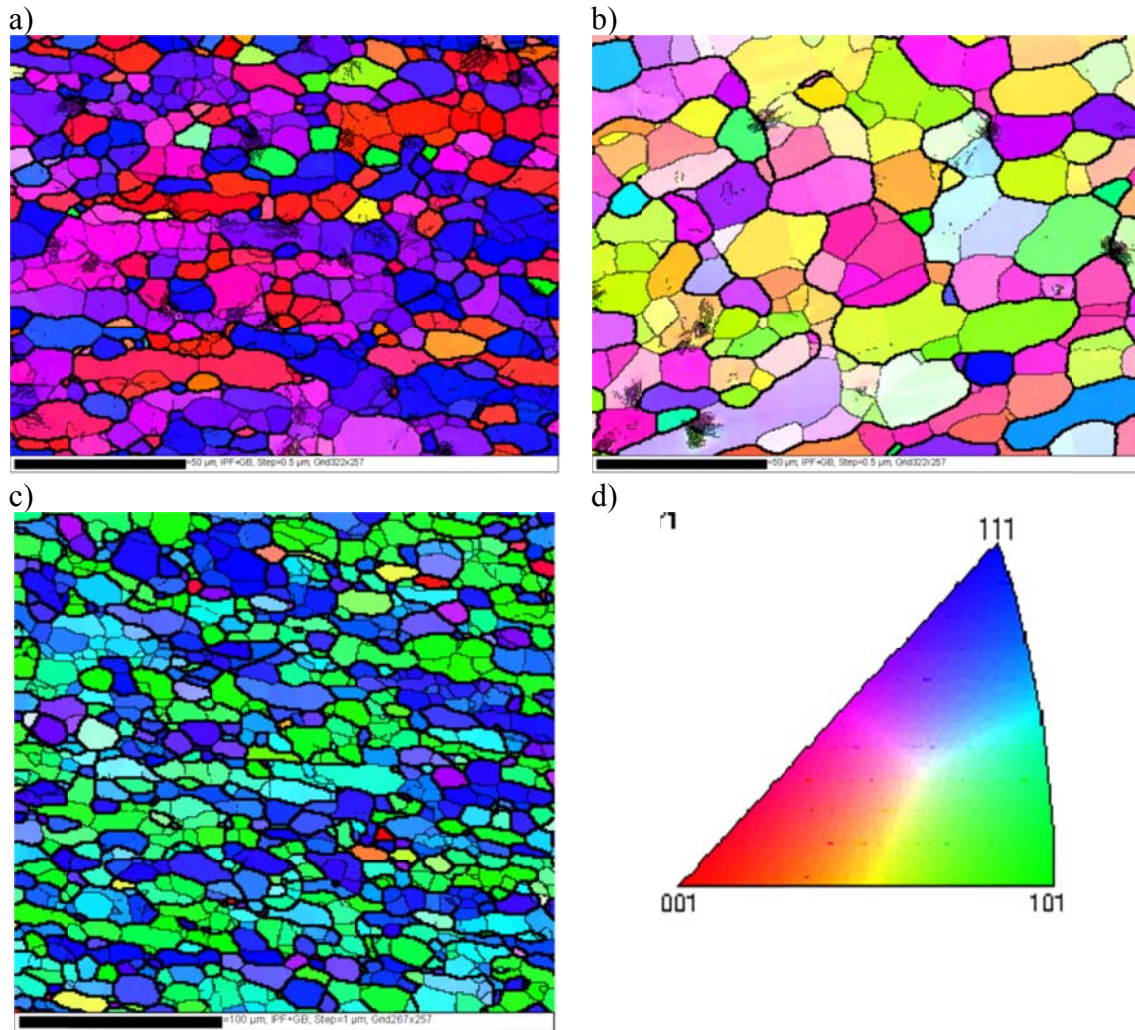 a)
b)
=50 µm; IPF+GB; Step=0.5 µm; Grid322x257
=50 µm; IPF+GB; Step=0.5 µm; Grid322x257
c)
d)
111
001
101
=100 µm; IPF+GB; Step=1 µm; Grid267x257